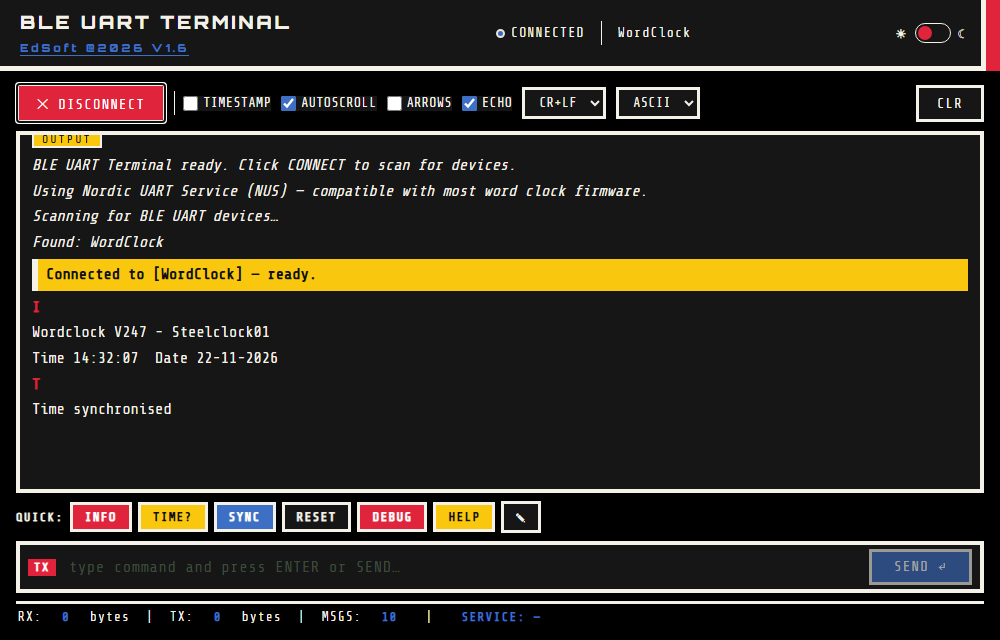 BLE UART TERMINAL
EdSoft @2026 V1.6
CONNECTED WordClock
✕ DISCONNECT TIMESTAMP AUTOSCROLL ARROWS ECHO CR+LF ASCII CLR
OUTPUT
BLE UART Terminal ready. Click CONNECT to scan for devices.
Using Nordic UART Service (NUS) — compatible with most word clock firmware.
Scanning for BLE UART devices…
Found: WordClock
Connected to [WordClock] — ready.
I
Wordclock V247 - Steelclock01
Time 14:32:07  Date 22-11-2026
T
Time synchronised
QUICK: INFO TIME? SYNC RESET DEBUG HELP
TX type command and press ENTER or SEND… SEND ↵
RX: 0 bytes | TX: 0 bytes | MSGS: 10 | SERVICE: —